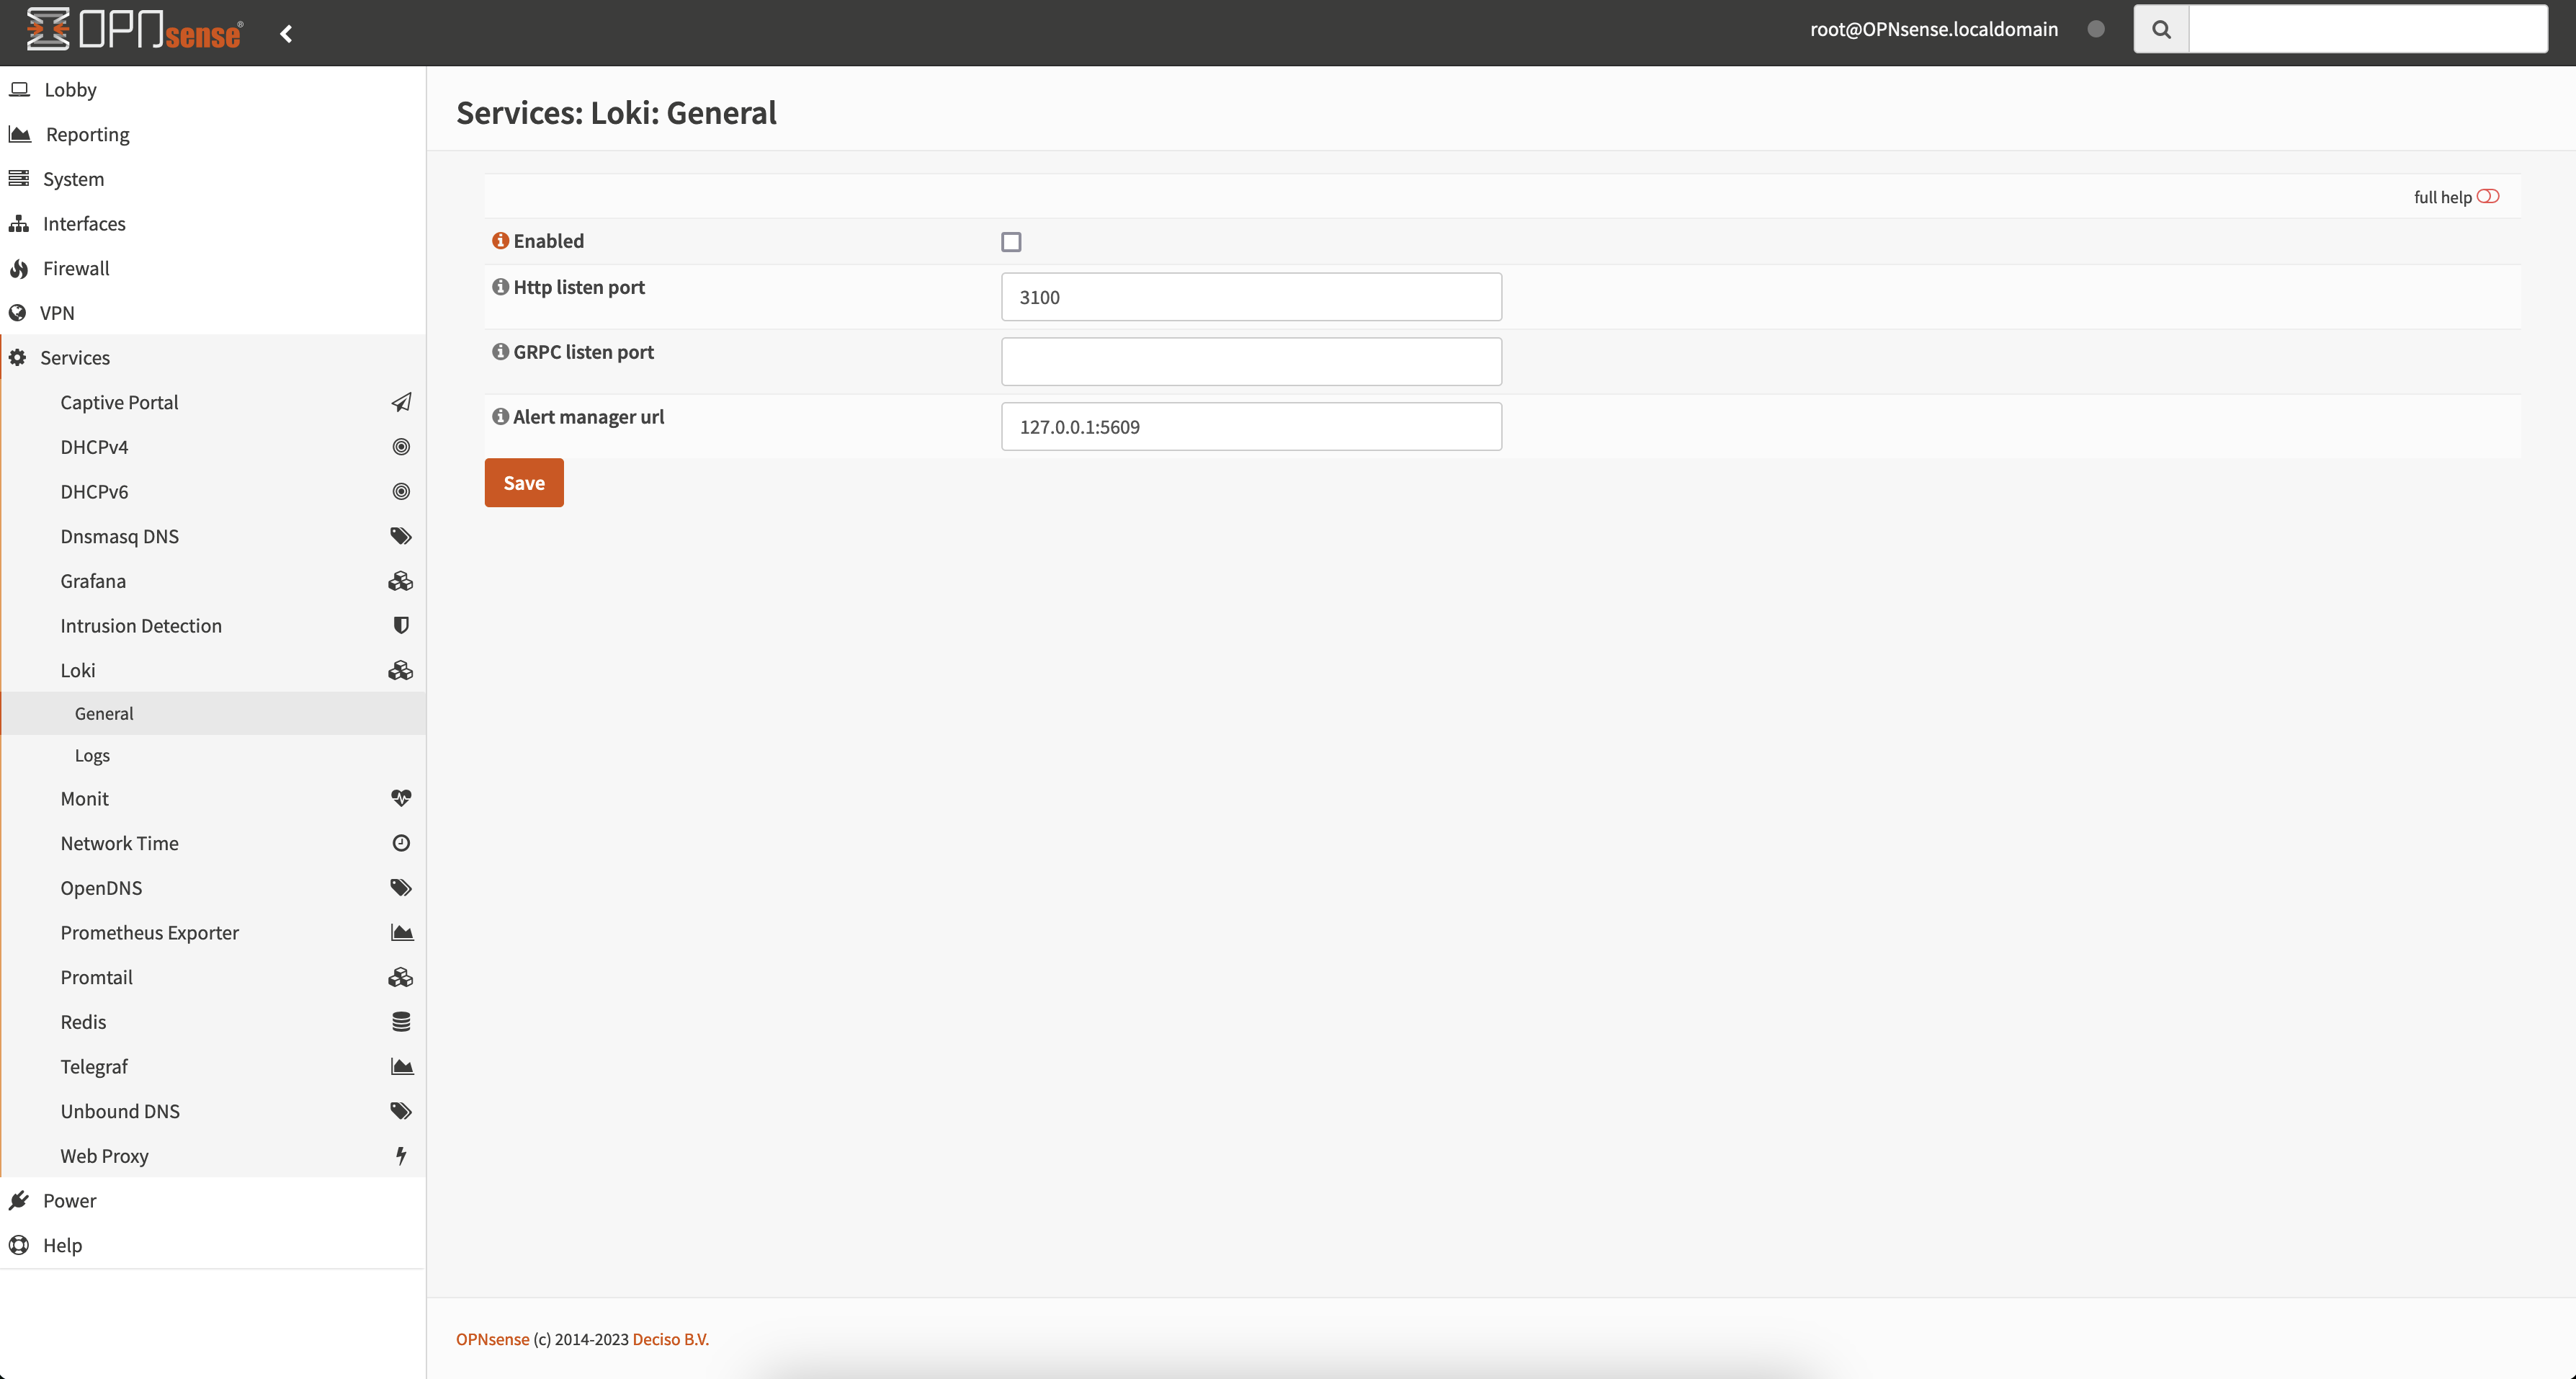 OPNsense®
root@OPNsense.localdomain
Lobby
Reporting
System
Interfaces
Firewall
VPN
Services
Captive Portal
DHCPv4
DHCPv6
Dnsmasq DNS
Grafana
Intrusion Detection
Loki
General
Logs
Monit
Network Time
OpenDNS
Prometheus Exporter
Promtail
Redis
Telegraf
Unbound DNS
Web Proxy
Power
Help
Services: Loki: General
full help
Enabled
Http listen port
3100
GRPC listen port
Alert manager url
127.0.0.1:5609
Save
OPNsense (c) 2014-2023 Deciso B.V.